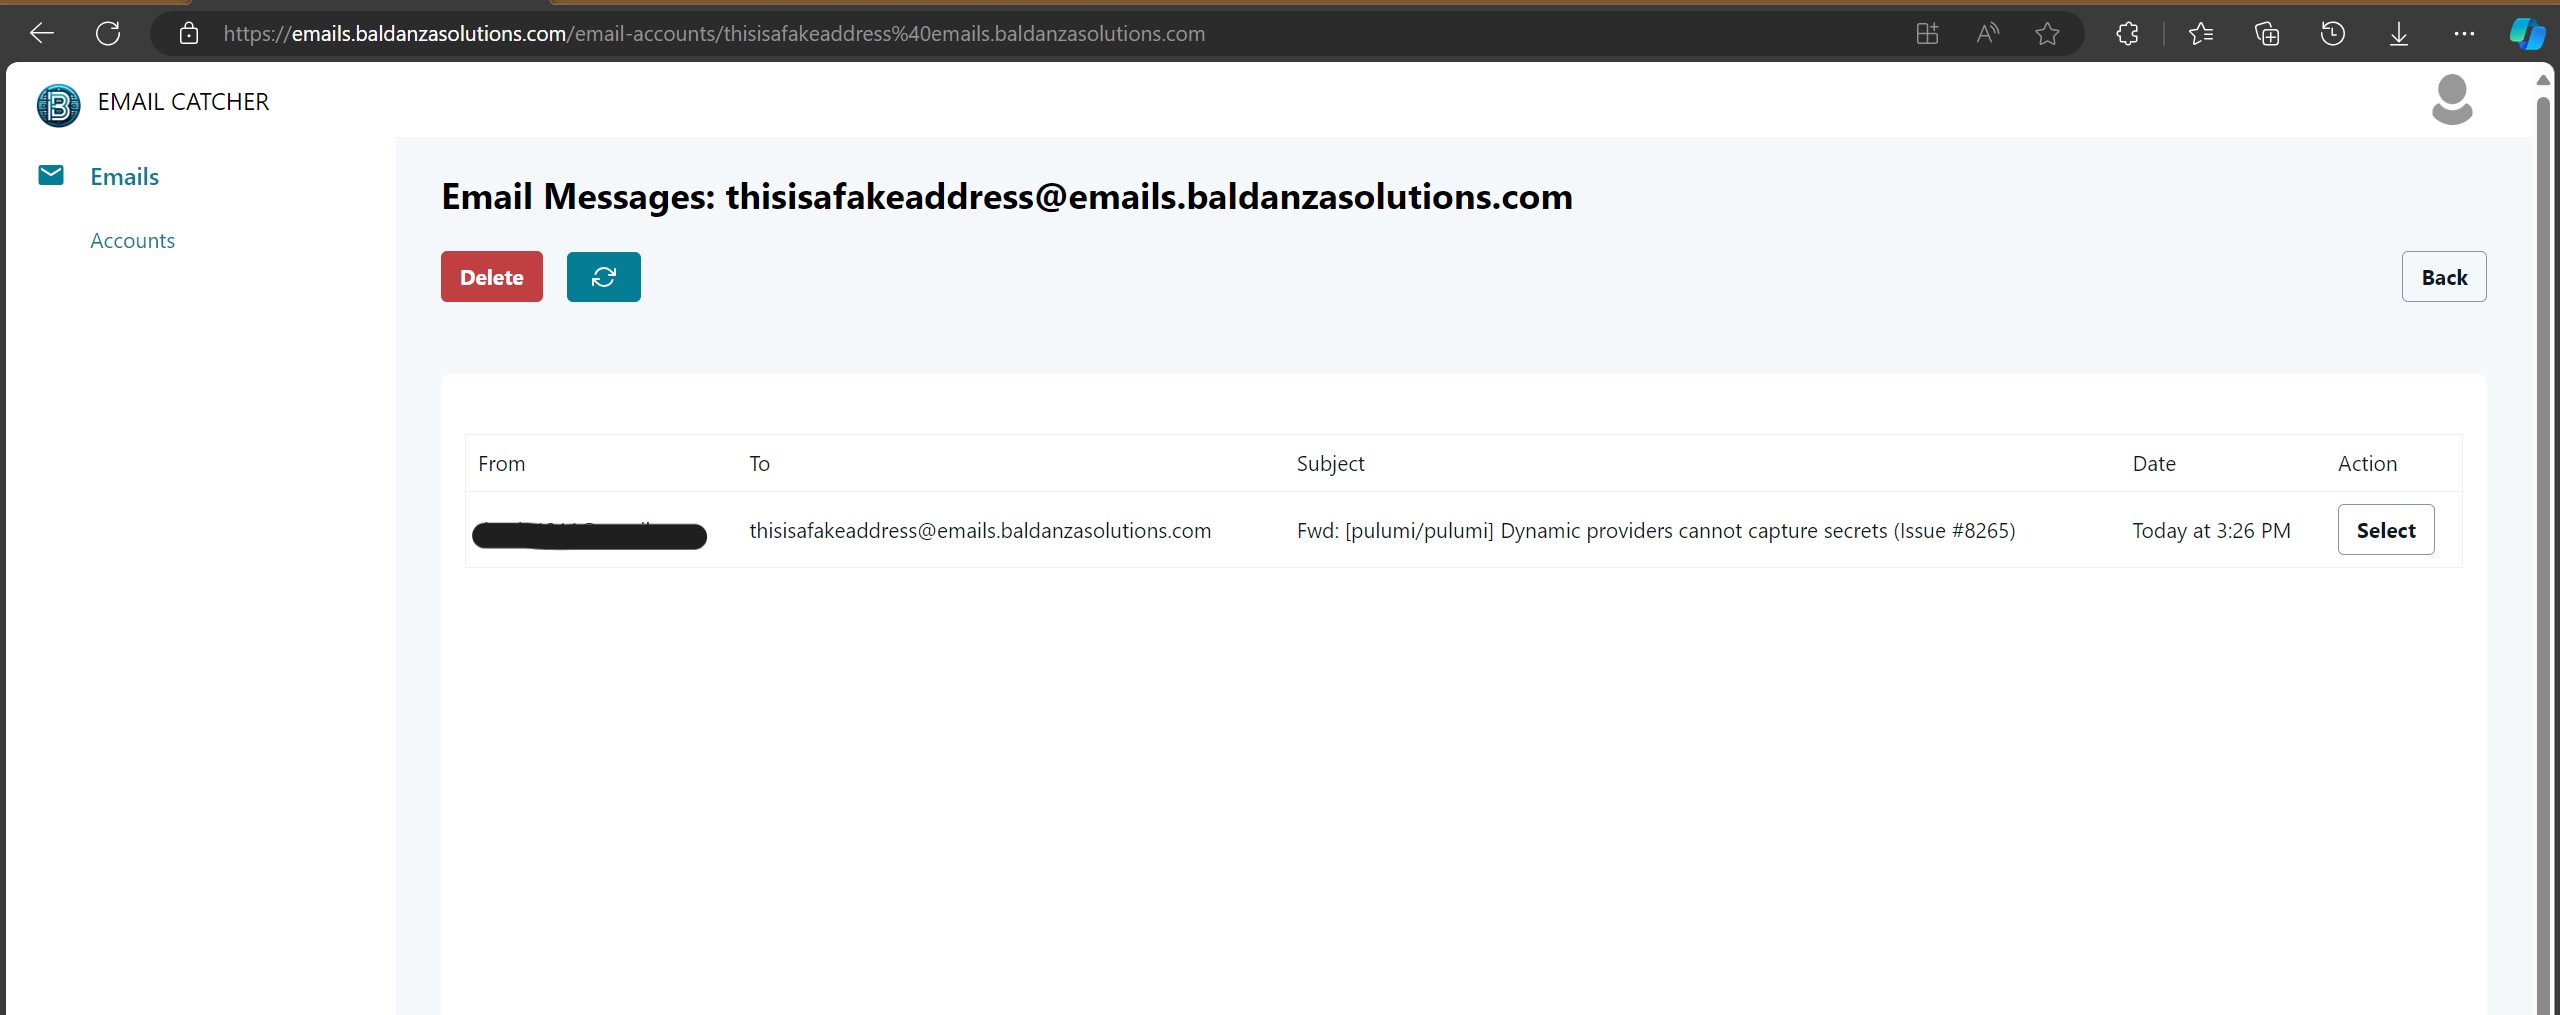 https://emails.baldanzasolutions.com/email-accounts/thisisafakeaddress%40emails.baldanzasolutions.com
EMAIL CATCHER
Emails
Accounts
Email Messages: thisisafakeaddress@emails.baldanzasolutions.com
Delete
Back
From To Subject Date Action
thisisafakeaddress@emails.baldanzasolutions.com Fwd: [pulumi/pulumi] Dynamic providers cannot capture secrets (Issue #8265) Today at 3:26 PM Select